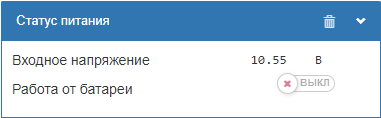 Статус питания
Входное напряжение 10.55 В
Работа от батареи ВЫКЛ